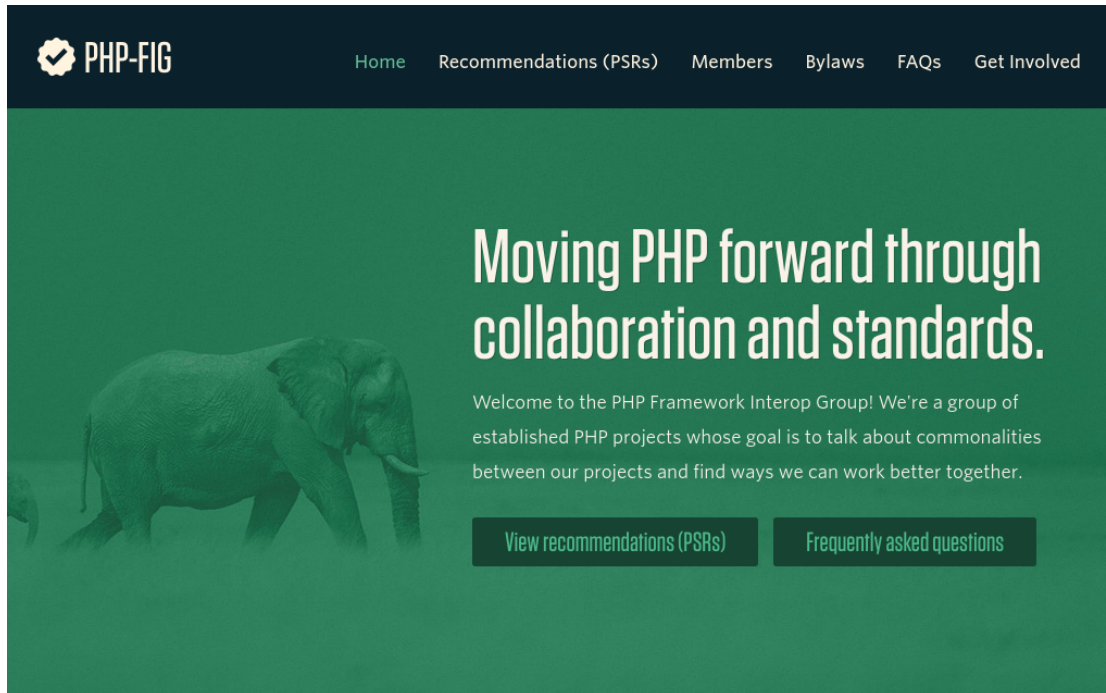 PHP-FIG
Home Recommendations (PSRs) Members Bylaws FAQs Get Involved
Moving PHP forward through
collaboration and standards.
Welcome to the PHP Framework Interop Group! We're a group of
established PHP projects whose goal is to talk about commonalities
between our projects and find ways we can work better together.
View recommendations (PSRs) Frequently asked questions